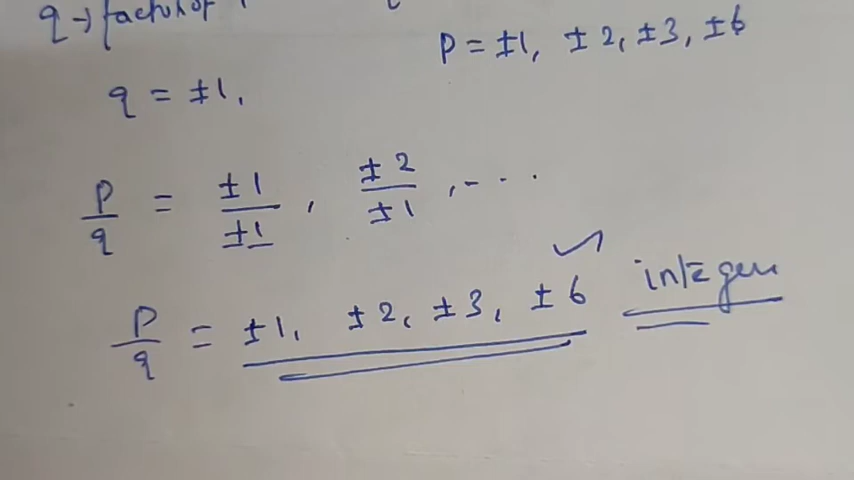 q → factor of
p = ±1, ±2, ±3, ±6
q = ±1,
p/q = ±1/±1, ±2/±1, - - - .
p/q = ±1, ±2, ±3, ±6 integer